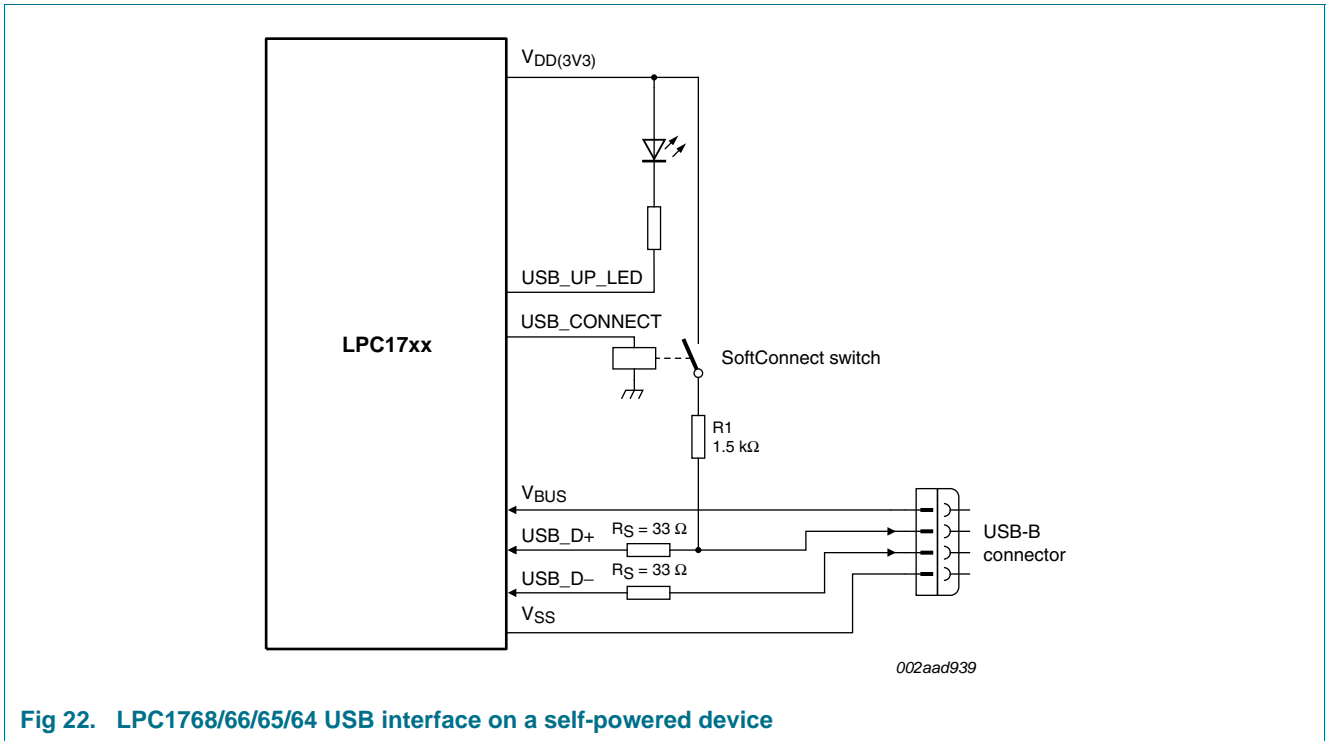 VDD(3V3)
USB_UP_LED
USB_CONNECT
LPC17xx
SoftConnect switch
R1
1.5 kΩ
VBUS
USB_D+
RS = 33 Ω
USB-B
connector
USB_D−
RS = 33 Ω
VSS
002aad939
Fig 22. LPC1768/66/65/64 USB interface on a self-powered device